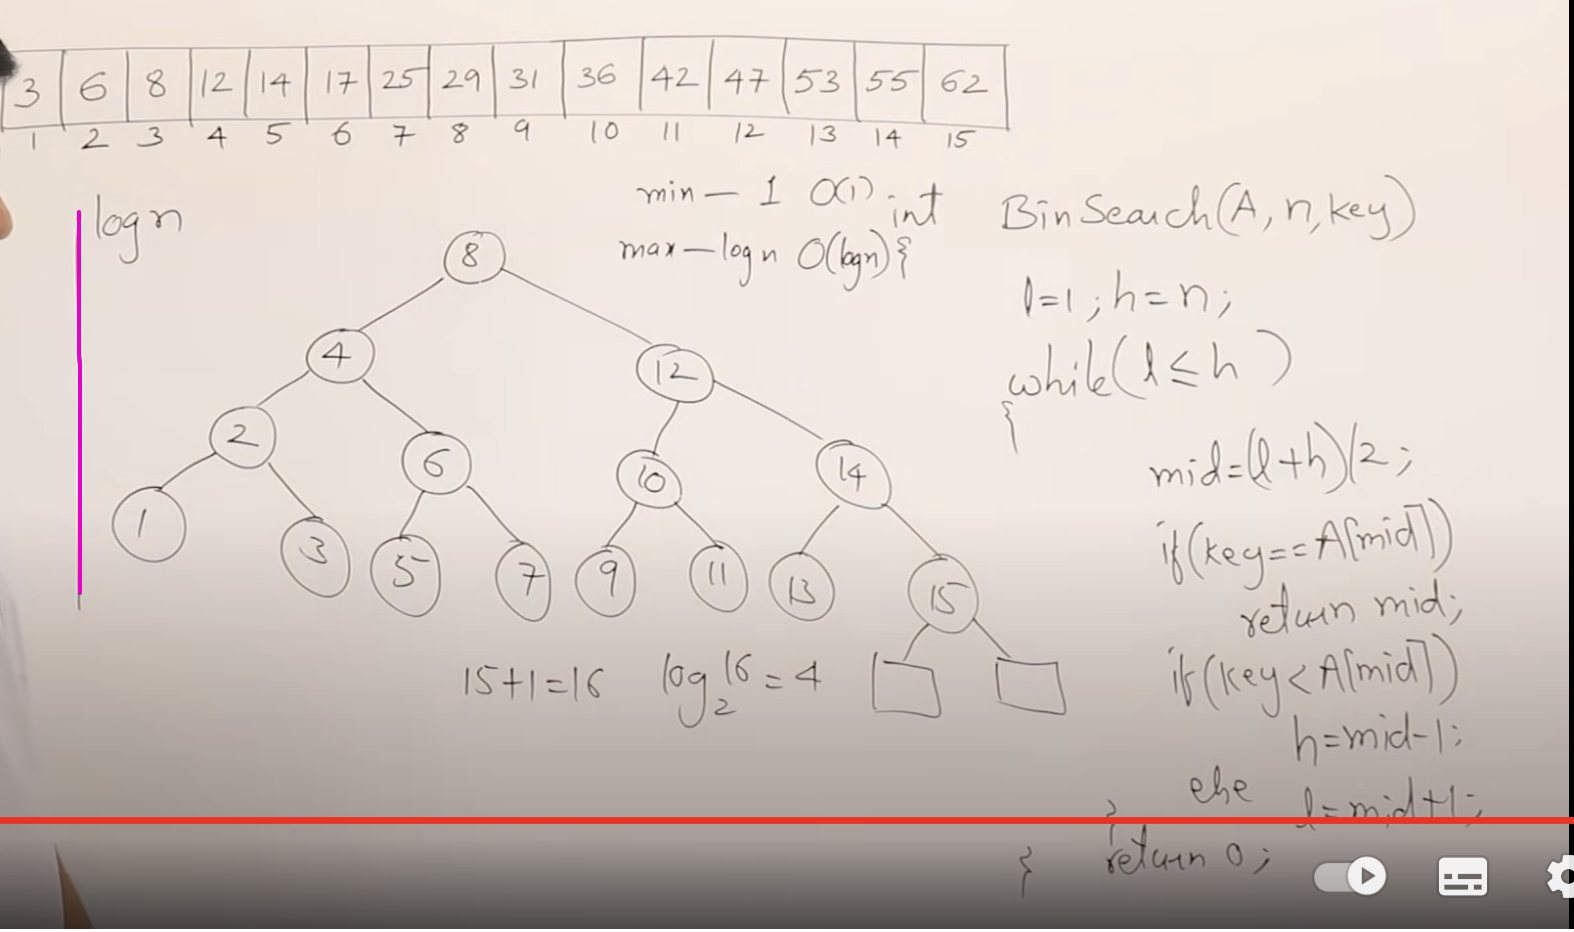 3 6 8 12 14 17 25 29 31 36 42 47 53 55 62
1 2 3 4 5 6 7 8 9 10 11 12 13 14 15
log n
min — 1 O(1)
max — log n O(log n)
8
4 12
2 6 10 14
1 3 5 7 9 11 13 15
15+1=16 log₂16 = 4
int BinSearch(A, n, key)
{
l=1; h=n;
while(l≤h)
{
mid=(l+h)/2;
if(key==A[mid])
return mid;
if(key<A[mid])
h=mid-1;
else l=mid+1;
}
return 0;
}